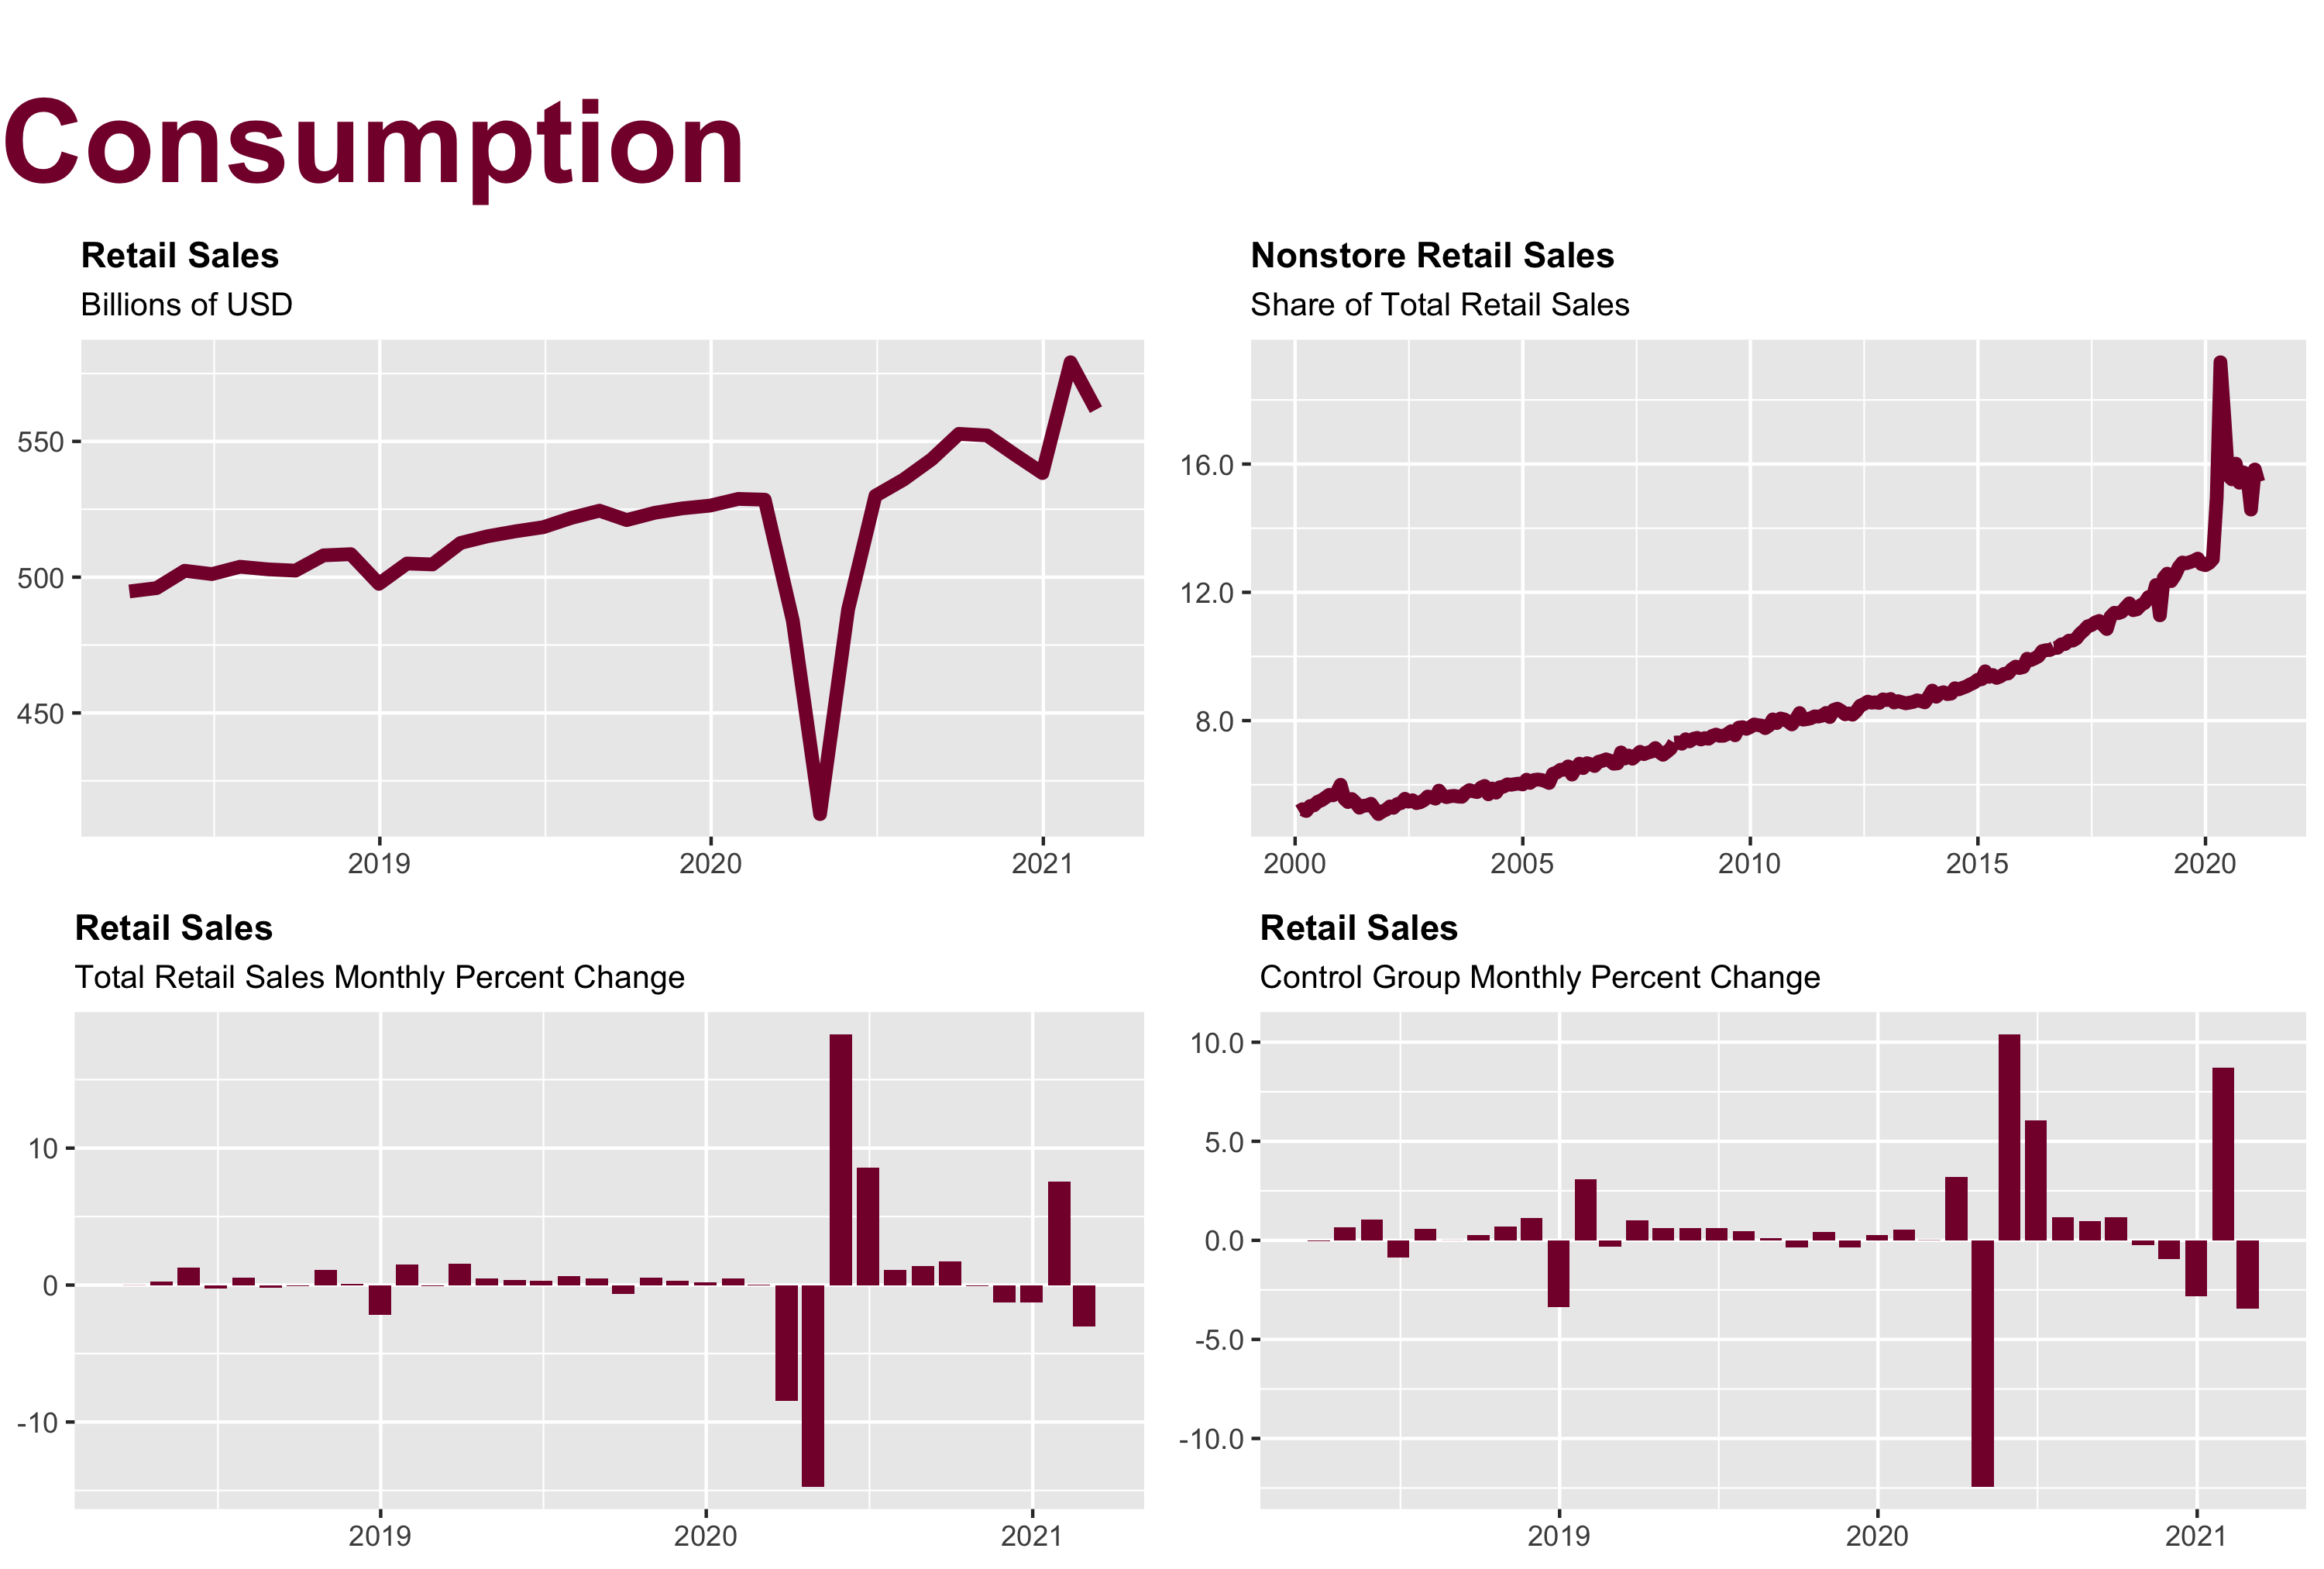 Consumption
Retail Sales
Billions of USD
550
500
450
2019 2020 2021
Nonstore Retail Sales
Share of Total Retail Sales
16.0
12.0
8.0
2000 2005 2010 2015 2020
Retail Sales
Total Retail Sales Monthly Percent Change
10
0
-10
2019 2020 2021
Retail Sales
Control Group Monthly Percent Change
10.0
5.0
0.0
-5.0
-10.0
2019 2020 2021